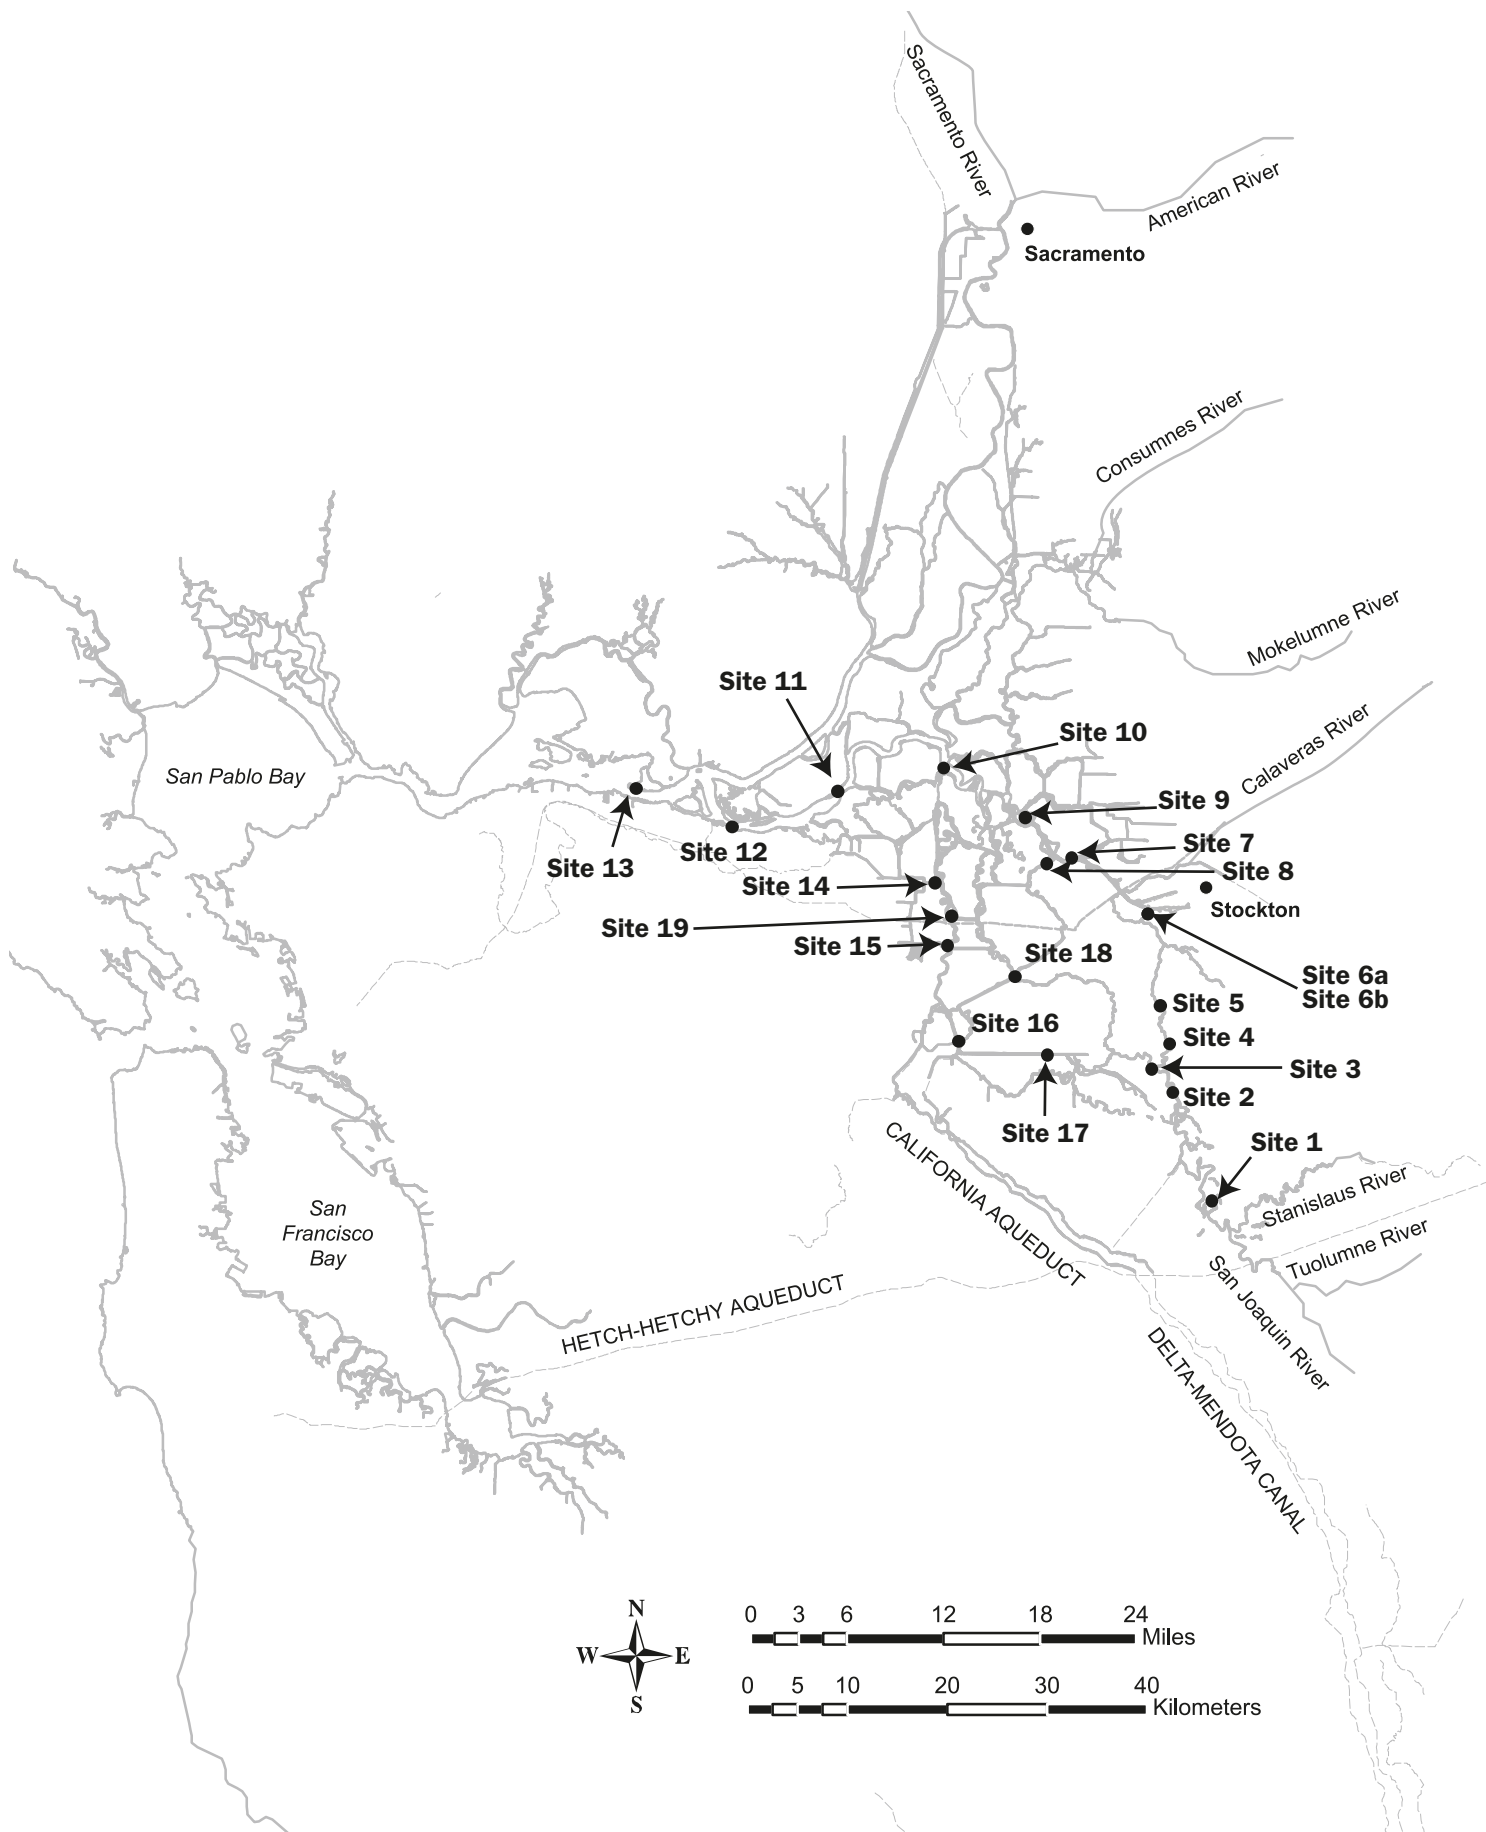 Sacramento River
American River
Sacramento
Consumnes River
Mokelumne River
Site 11
Site 10
Calaveras River
San Pablo Bay
Site 9
Site 7
Site 12
Site 13
Site 8
Site 14
Stockton
Site 19
Site 15
Site 18
Site 6a
Site 6b
Site 5
Site 16
Site 4
Site 3
Site 2
Site 17
CALIFORNIA AQUEDUCT
Site 1
Stanislaus River
San
Francisco
Bay
Tuolumne River
San Joaquin River
HETCH-HETCHY AQUEDUCT
DELTA-MENDOTA CANAL
N
W E
S
0 3 6 12 18 24
Miles
0 5 10 20 30 40
Kilometers